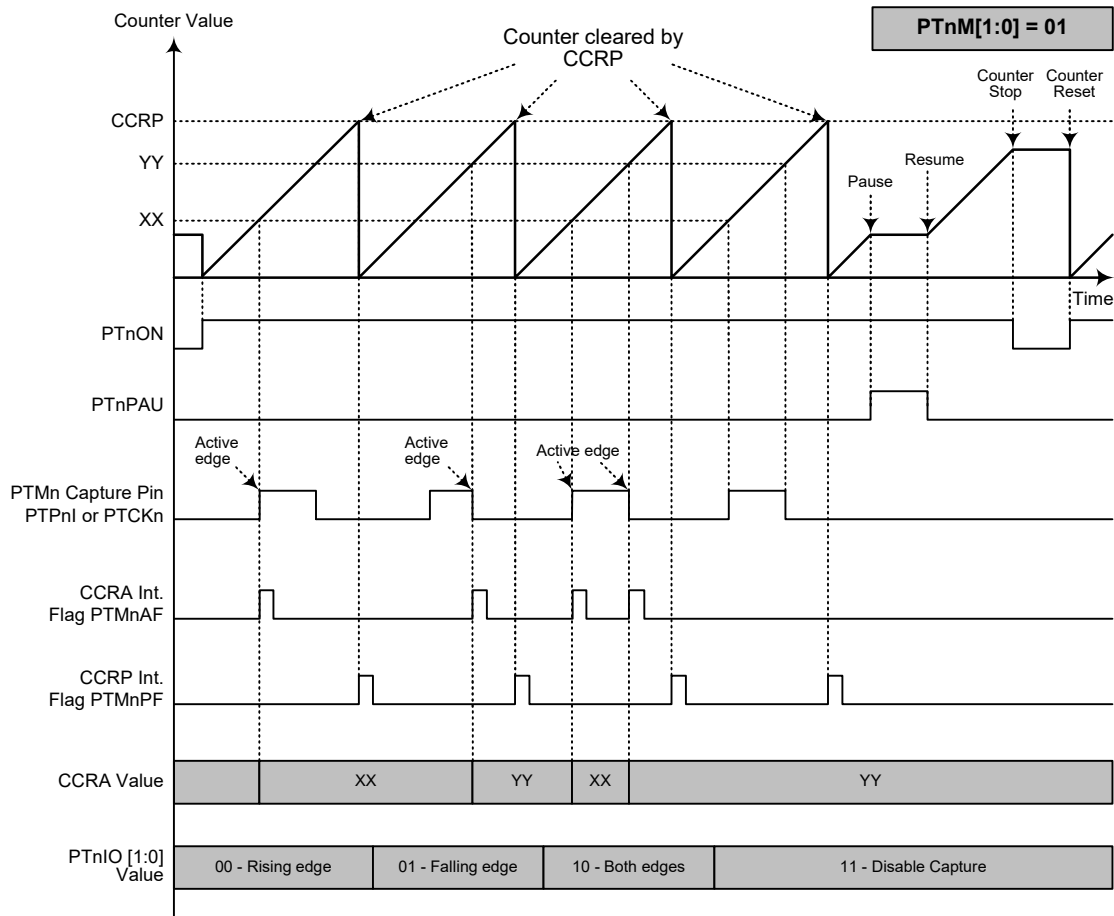 Counter Value
PTnM[1:0] = 01
Counter cleared by
CCRP
Counter
Stop
Counter
Reset
CCRP
YY
Resume
Pause
XX
Time
PTnON
PTnPAU
Active
edge
Active
edge
Active edge
PTMn Capture Pin
PTPnI or PTCKn
CCRA Int.
Flag PTMnAF
CCRP Int.
Flag PTMnPF
CCRA Value
XX
YY
XX
YY
PTnIO [1:0]
Value
00 - Rising edge
01 - Falling edge
10 - Both edges
11 - Disable Capture